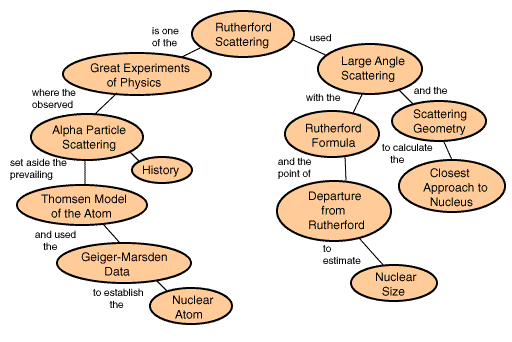 Rutherford
Scattering
is one
of the
Great Experiments
of Physics
where the
observed
Alpha Particle
Scattering
History
set aside the
prevailing
Thomsen Model
of the Atom
and used
the
Geiger-Marsden
Data
to establish
the
Nuclear
Atom
used
Large Angle
Scattering
with the
Rutherford
Formula
and the
point of
Departure
from
Rutherford
to
estimate
Nuclear
Size
and the
Scattering
Geometry
to calculate
the
Closest
Approach to
Nucleus